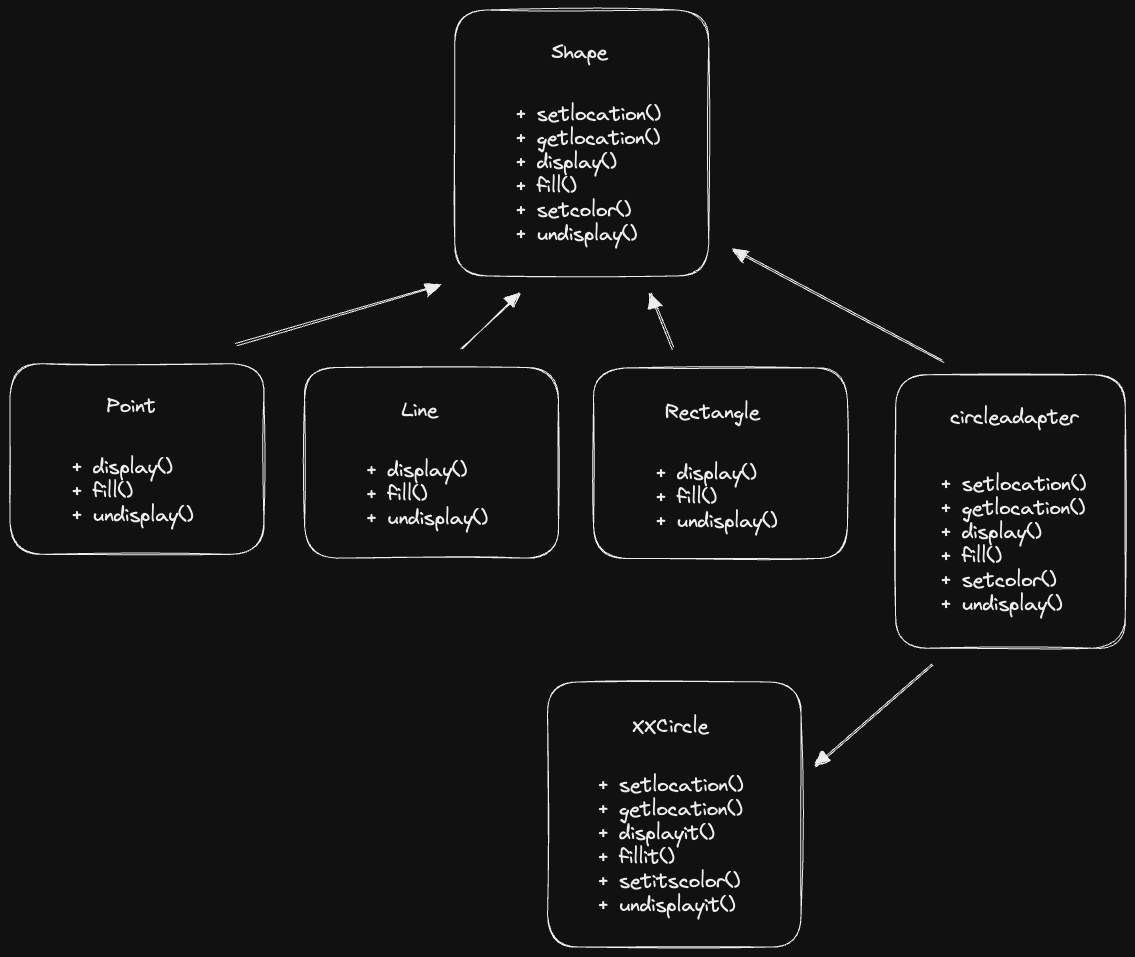 Shape
+ setlocation()
+ getlocation()
+ display()
+ fill()
+ setcolor()
+ undisplay()
Point
+ display()
+ fill()
+ undisplay()
Line
+ display()
+ fill()
+ undisplay()
Rectangle
+ display()
+ fill()
+ undisplay()
circleadapter
+ setlocation()
+ getlocation()
+ display()
+ fill()
+ setcolor()
+ undisplay()
XXCircle
+ setlocation()
+ getlocation()
+ displayit()
+ fillit()
+ setitscolor()
+ undisplayit()